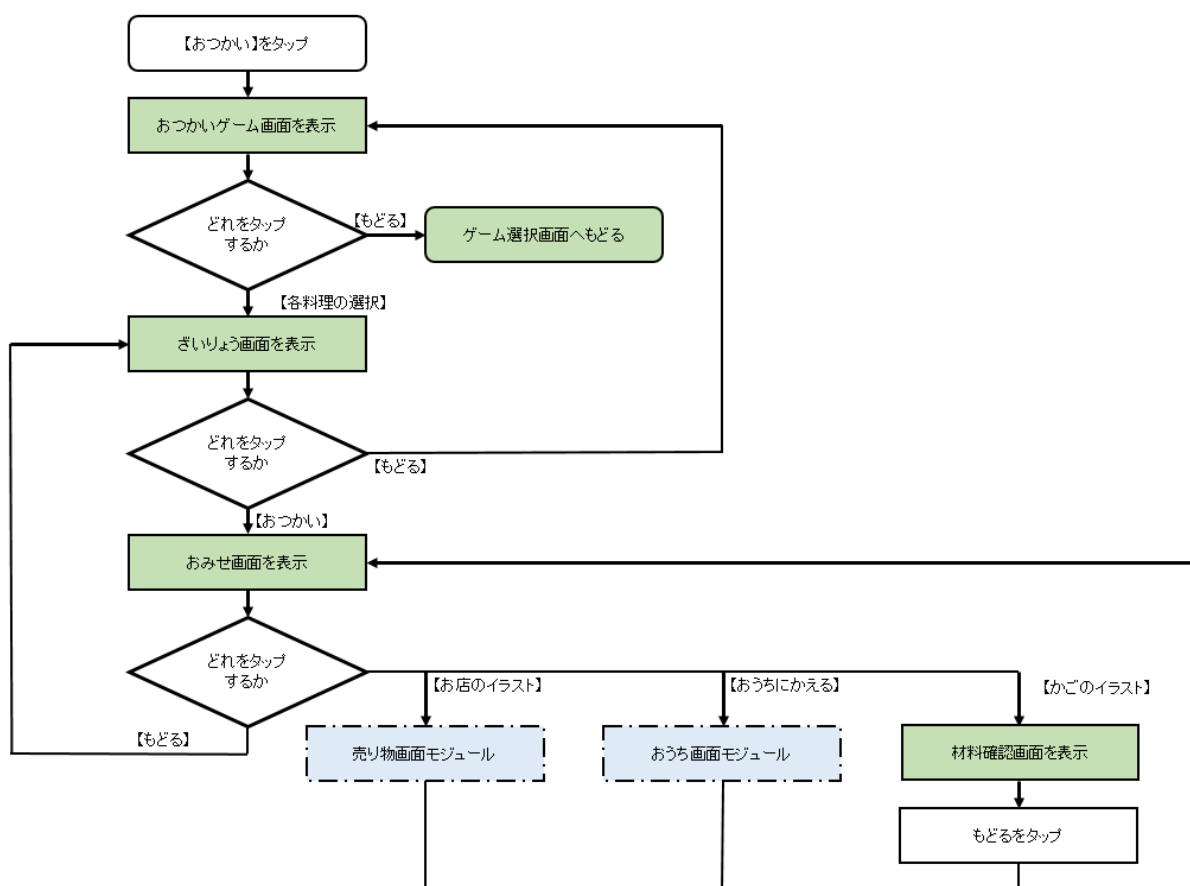 【おつかい】をタップ
おつかいゲーム画面を表示
どれをタップ
するか
【もどる】
ゲーム選択画面へもどる
【各料理の選択】
ざいりょう画面を表示
どれをタップ
するか
【もどる】
【おつかい】
おみせ画面を表示
どれをタップ
するか
【お店のイラスト】
【おうちにかえる】
【かごのイラスト】
【もどる】
売り物画面モジュール
おうち画面モジュール
材料確認画面を表示
もどるをタップ